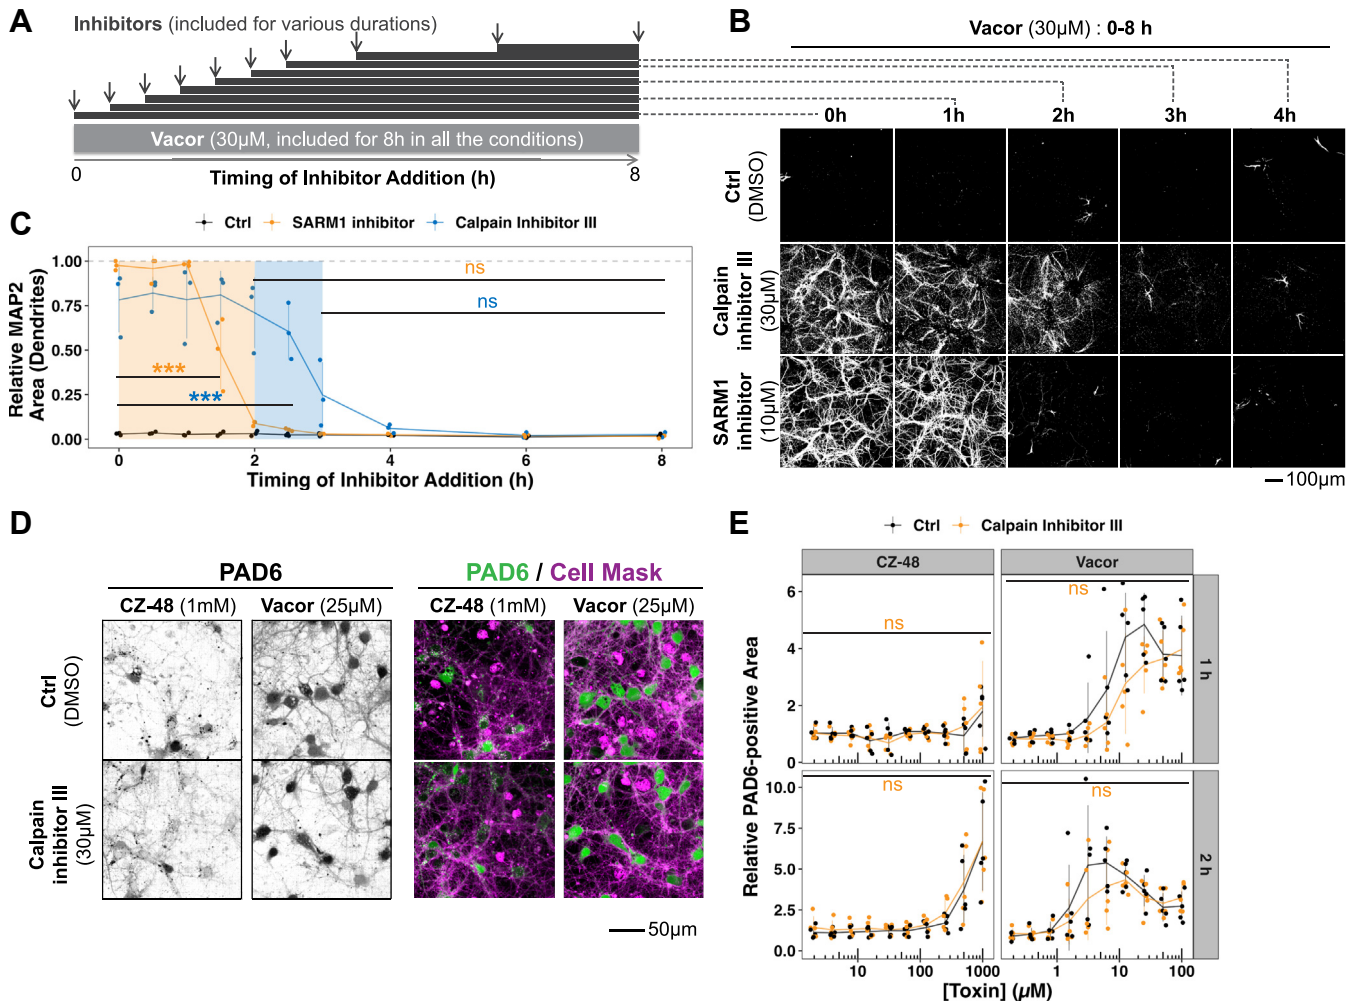 A
Inhibitors (included for various durations)
Vacor (30µM, included for 8h in all the conditions)
0
8
Timing of Inhibitor Addition (h)
B
Vacor (30µM) : 0-8 h
0h 1h 2h 3h 4h
Ctrl
(DMSO)
Calpain
inhibitor III
(30µM)
SARM1
inhibitor
(10µM)
100µm
C
Ctrl SARM1 inhibitor Calpain Inhibitor III
Relative MAP2
Area (Dendrites)
1.00
0.75
0.50
0.25
0.00
ns
ns
***
***
0 2 4 6 8
Timing of Inhibitor Addition (h)
D
PAD6
PAD6 / Cell Mask
CZ-48 (1mM) Vacor (25µM) CZ-48 (1mM) Vacor (25µM)
Ctrl
(DMSO)
Calpain
inhibitor III
(30µM)
50µm
E
Ctrl Calpain Inhibitor III
CZ-48 Vacor
Relative PAD6-positive Area
6
4
2
0
ns
ns
1 h
10.0
7.5
5.0
2.5
0.0
ns
ns
2 h
10 100 1000 1 10 100
[Toxin] (µM)